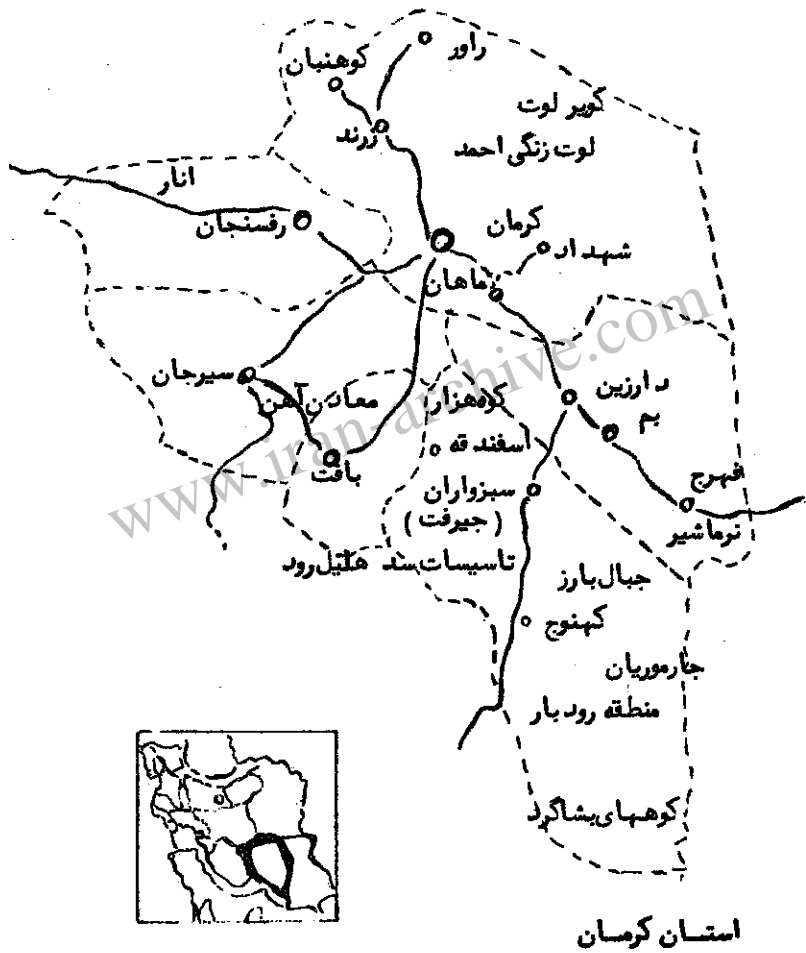 راور
کوهنبان
کویر لوت
زرند
لوت زنگی احمد
انار
رفسنجان
کرمان
شهداد
ماهان
سیرجان
معادن آهن
کوه هزار
دارزین
بم
اسفندقه
بافت
سبزواران
(جیرفت)
فهرج
نرماشیر
تاسیسات سد هلیل رود
جبال بارز
کهنوج
جازموریان
منطقه رودبار
کوههای بشاگرد
استان کرمان
www.iran-archive.com